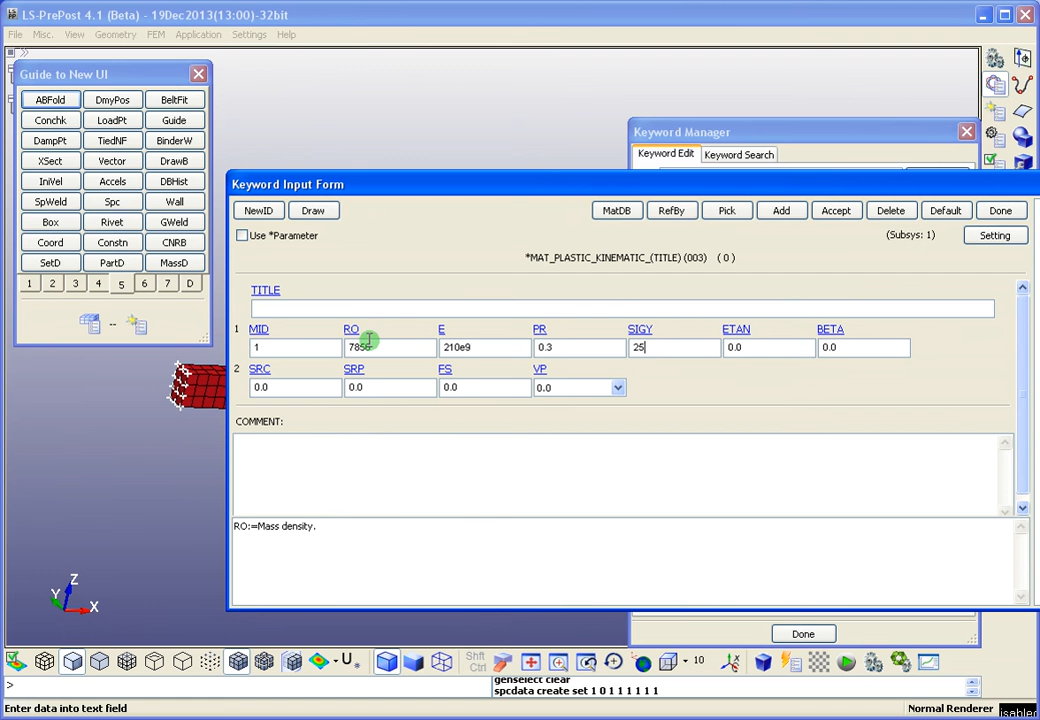 LS-PrePost 4.1 (Beta) - 19Dec2013(13:00)-32bit
File Misc. View Geometry FEM Application Settings Help
Guide to New UI
ABFold DmyPos BeltFit
Conchk LoadPt Guide
DampPt TiedNF BinderW
XSect Vector DrawB
IniVel Accels DBHist
SpWeld Spc Wall
Box Rivet GWeld
Coord Constn CNRB
SetD PartD MassD
1 2 3 4 5 6 7 D
Keyword Manager
Keyword Edit Keyword Search
Keyword Input Form
NewID Draw MatDB RefBy Pick Add Accept Delete Default Done
Use *Parameter (Subsys: 1) Setting
*MAT_PLASTIC_KINEMATIC_(TITLE) (003) ( 0 )
TITLE
1 MID RO E PR SIGY ETAN BETA
1 210e9 0.3 25 0.0 0.0
2 SRC SRP FS VP
0.0 0.0 0.0 0.0
COMMENT:
RO:=Mass density.
Done
Z
Y
X
Shft
Ctrl
10
>
genselect clear
spcdata create set 1 0 1 1 1 1 1 1
Enter data into text field
Normal Renderer